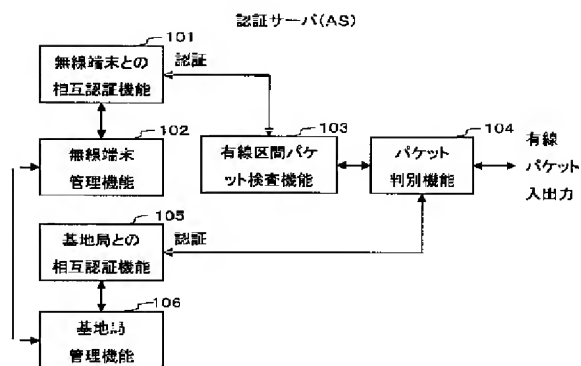 認証サーバ(AS)
101
無線端末との
相互認証機能
認証
102
無線端末
管理機能
103
有線区間パケ
ット検査機能
104
パケット
判別機能
有線
パケット
入出力
105
基地局との
相互認証機能
認証
106
基地局
管理機能